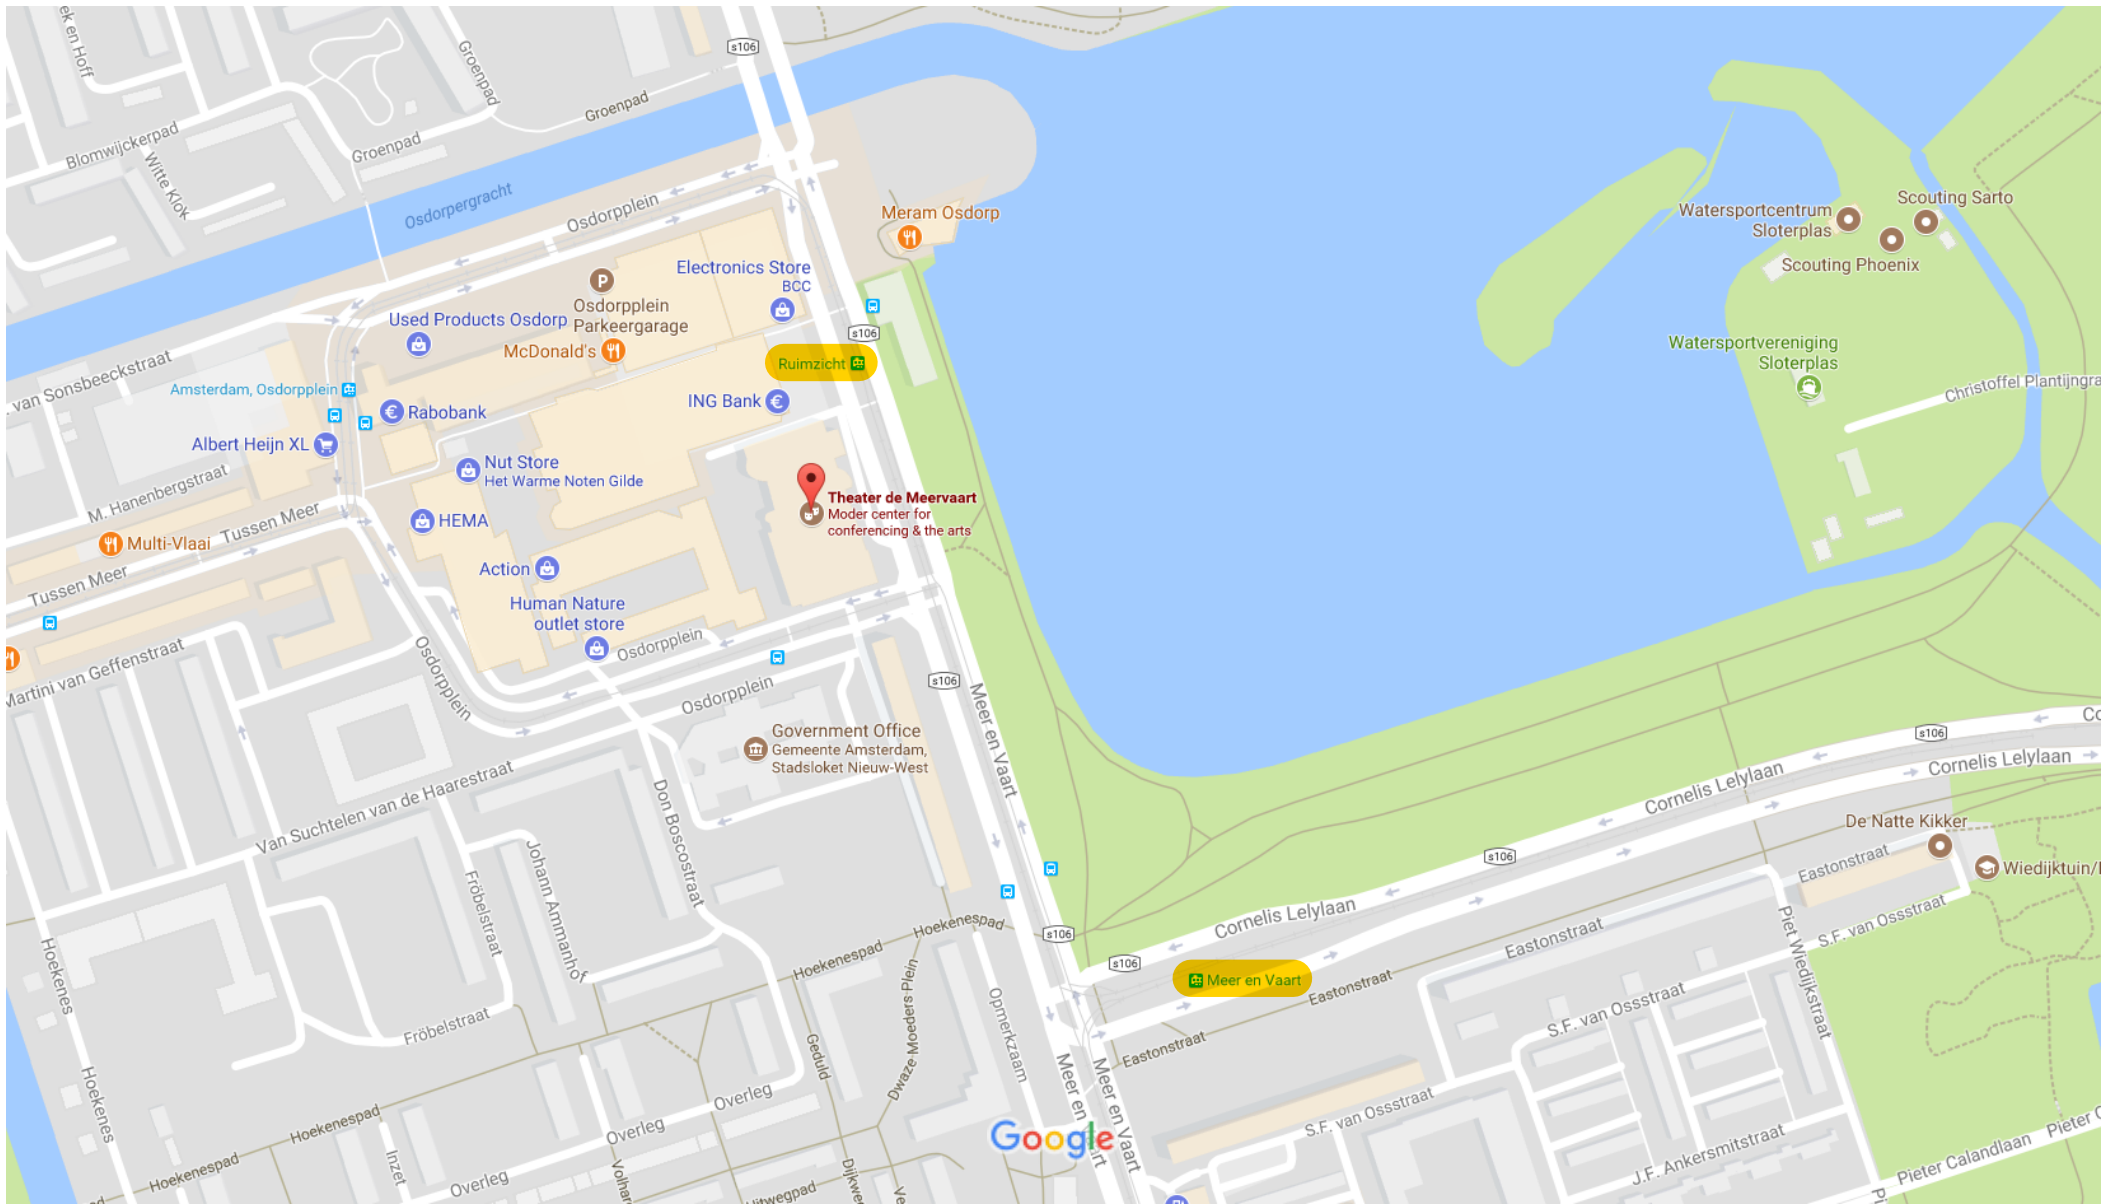 s106
Groenpad
Groenpad
Groenpad
Blomwijckerpad
Witte Klok
Osdorpergracht
Osdorpplein
Meram Osdorp
Scouting Sarto
Watersportcentrum
Sloterplas
Scouting Phoenix
Electronics Store
BCC
P
Osdorpplein
Parkeergarage
Used Products Osdorp
McDonald's
s106
Ruimzicht
Watersportvereniging
Sloterplas
Christoffel Plantijngra
van Sonsbeeckstraat
Amsterdam, Osdorpplein
Rabobank
ING Bank
Albert Heijn XL
Nut Store
Het Warme Noten Gilde
M. Hanenbergstraat
Theater de Meervaart
Moder center for
conferencing & the arts
HEMA
Tussen Meer
Multi-Vlaai
Action
Tussen Meer
Human Nature
outlet store
Osdorpplein
Osdorpplein
Martini van Geffenstraat
Osdorpplein
s106
Meer en Vaart
Government Office
Gemeente Amsterdam,
Stadsloket Nieuw-West
Co
s106
Cornelis Lelylaan
Cornelis Lelylaan
Van Suchtelen van de Haarestraat
Don Boscostraat
De Natte Kikker
s106
Eastonstraat
Wiedijktuin/
Johann Ammanhof
Fröbelstraat
Cornelis Lelylaan
Hoekenespad
s106
Eastonstraat
Piet Wiedijkstraat
S.F. van Ossstraat
Hoekenes
Hoekenespad
Dwaze Moeders Plein
s106
Meer en Vaart
Eastonstraat
Opmerkzaam
S.F. van Ossstraat
Fröbelstraat
Geduld
Eastonstraat
Meer en Vaart
Meer en Vaart
Hoekenes
Overleg
Hoekenespad
Overleg
Google
S.F. van Ossstraat
J.F. Ankersmitstraat
Pieter Calandlaan
Pieter C
Inzet
Hoekenespad
Overleg